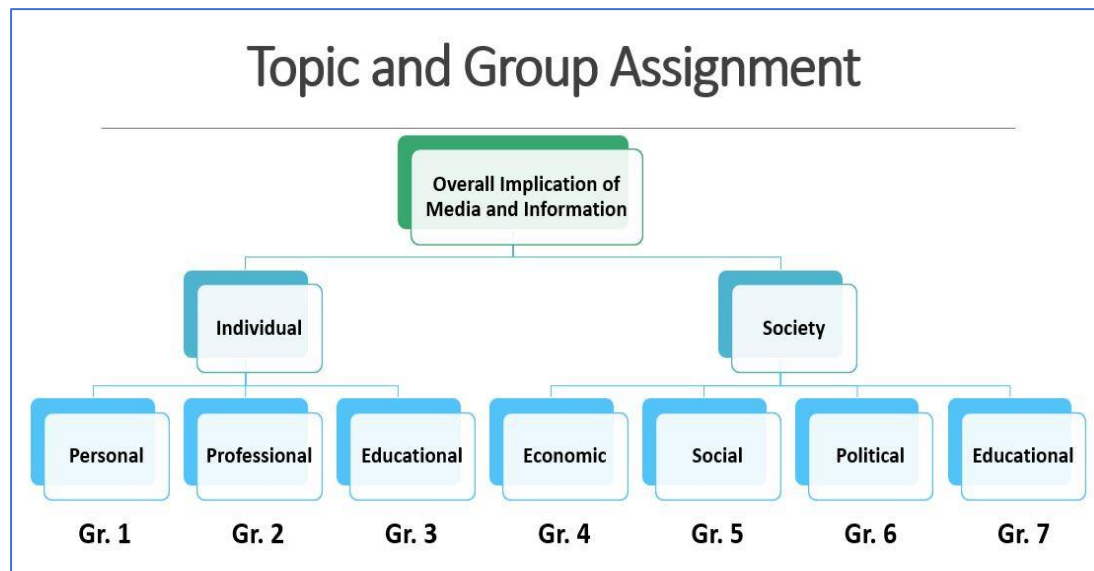 Topic and Group Assignment
Overall Implication of
Media and Information
Individual
Society
Personal
Professional
Educational
Economic
Social
Political
Educational
Gr. 1
Gr. 2
Gr. 3
Gr. 4
Gr. 5
Gr. 6
Gr. 7